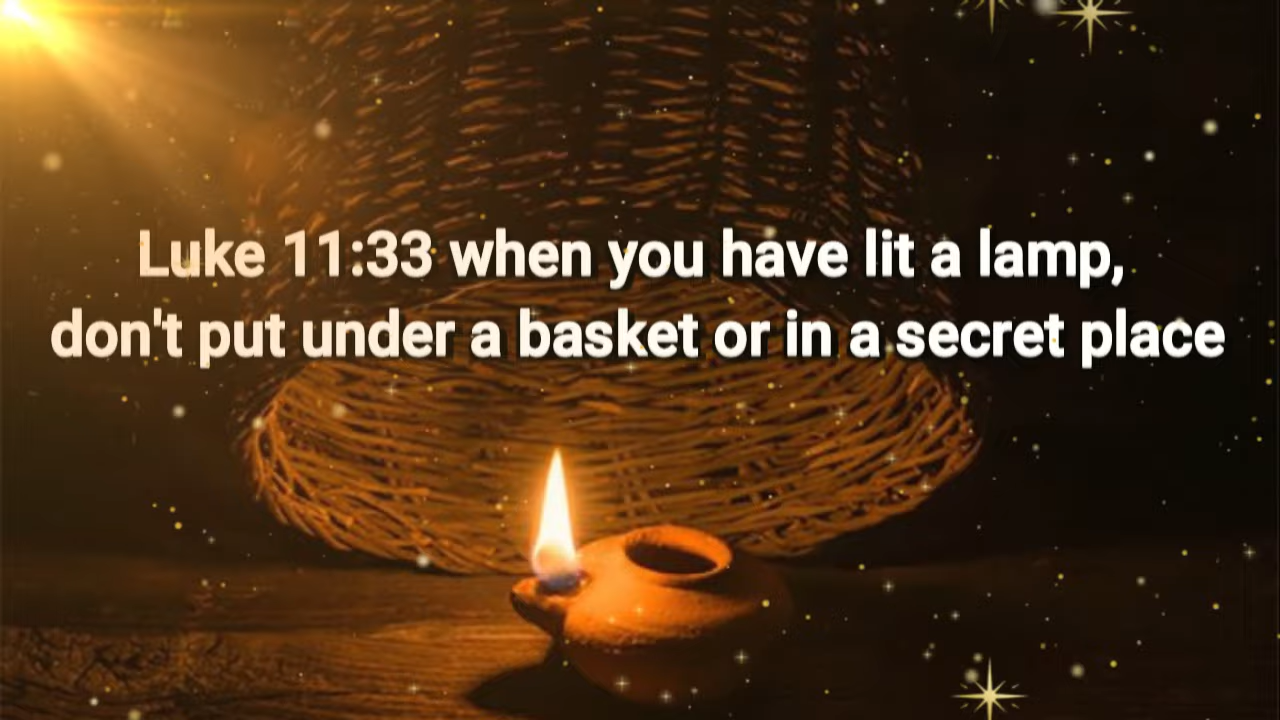 Luke 11:33 when you have lit a lamp,
don't put under a basket or in a secret place